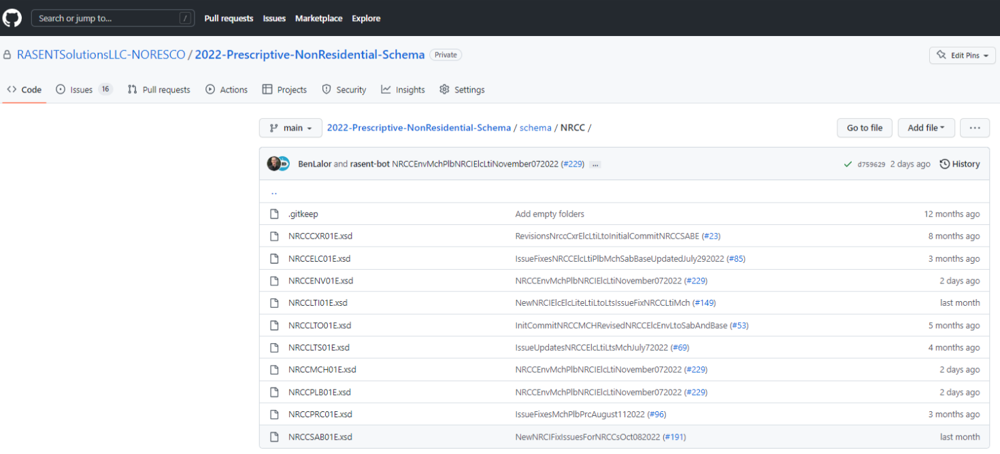 Search or jump to... / Pull requests Issues Marketplace Explore
RASENTSolutionsLLC-NORESCO / 2022-Prescriptive-NonResidential-Schema Private Edit Pins
Code Issues 16 Pull requests Actions Projects Security Insights Settings
main 2022-Prescriptive-NonResidential-Schema / schema / NRCC / Go to file Add file ...
BenLalor and rasent-bot NRCCEnvMchPlbNRCIElcLtiNovember072022 (#229) ... d759629 2 days ago History
..
.gitkeep Add empty folders 12 months ago
NRCCCXR01E.xsd RevisionsNrccCxrElcLtiLtoInitialCommitNRCCSABE (#23) 8 months ago
NRCCELC01E.xsd IssueFixesNRCCElcLtiPlbMchSabBaseUpdatedJuly292022 (#85) 3 months ago
NRCCENV01E.xsd NRCCEnvMchPlbNRCIElcLtiNovember072022 (#229) 2 days ago
NRCCLTI01E.xsd NewNRCIElcElcLiteLtiLtoLtsIssueFixNRCCLtiMch (#149) last month
NRCCLTO01E.xsd InitCommitNRCCMCHRevisedNRCCElcEnvLtoSabAndBase (#53) 5 months ago
NRCCLTS01E.xsd IssueUpdatesNRCCElcLtiLtsMchJuly72022 (#69) 4 months ago
NRCCMCH01E.xsd NRCCEnvMchPlbNRCIElcLtiNovember072022 (#229) 2 days ago
NRCCPLB01E.xsd NRCCEnvMchPlbNRCIElcLtiNovember072022 (#229) 2 days ago
NRCCPRC01E.xsd IssueFixesMchPlbPrcAugust112022 (#96) 3 months ago
NRCCSAB01E.xsd NewNRCIFixIssuesForNRCCsOct082022 (#191) last month